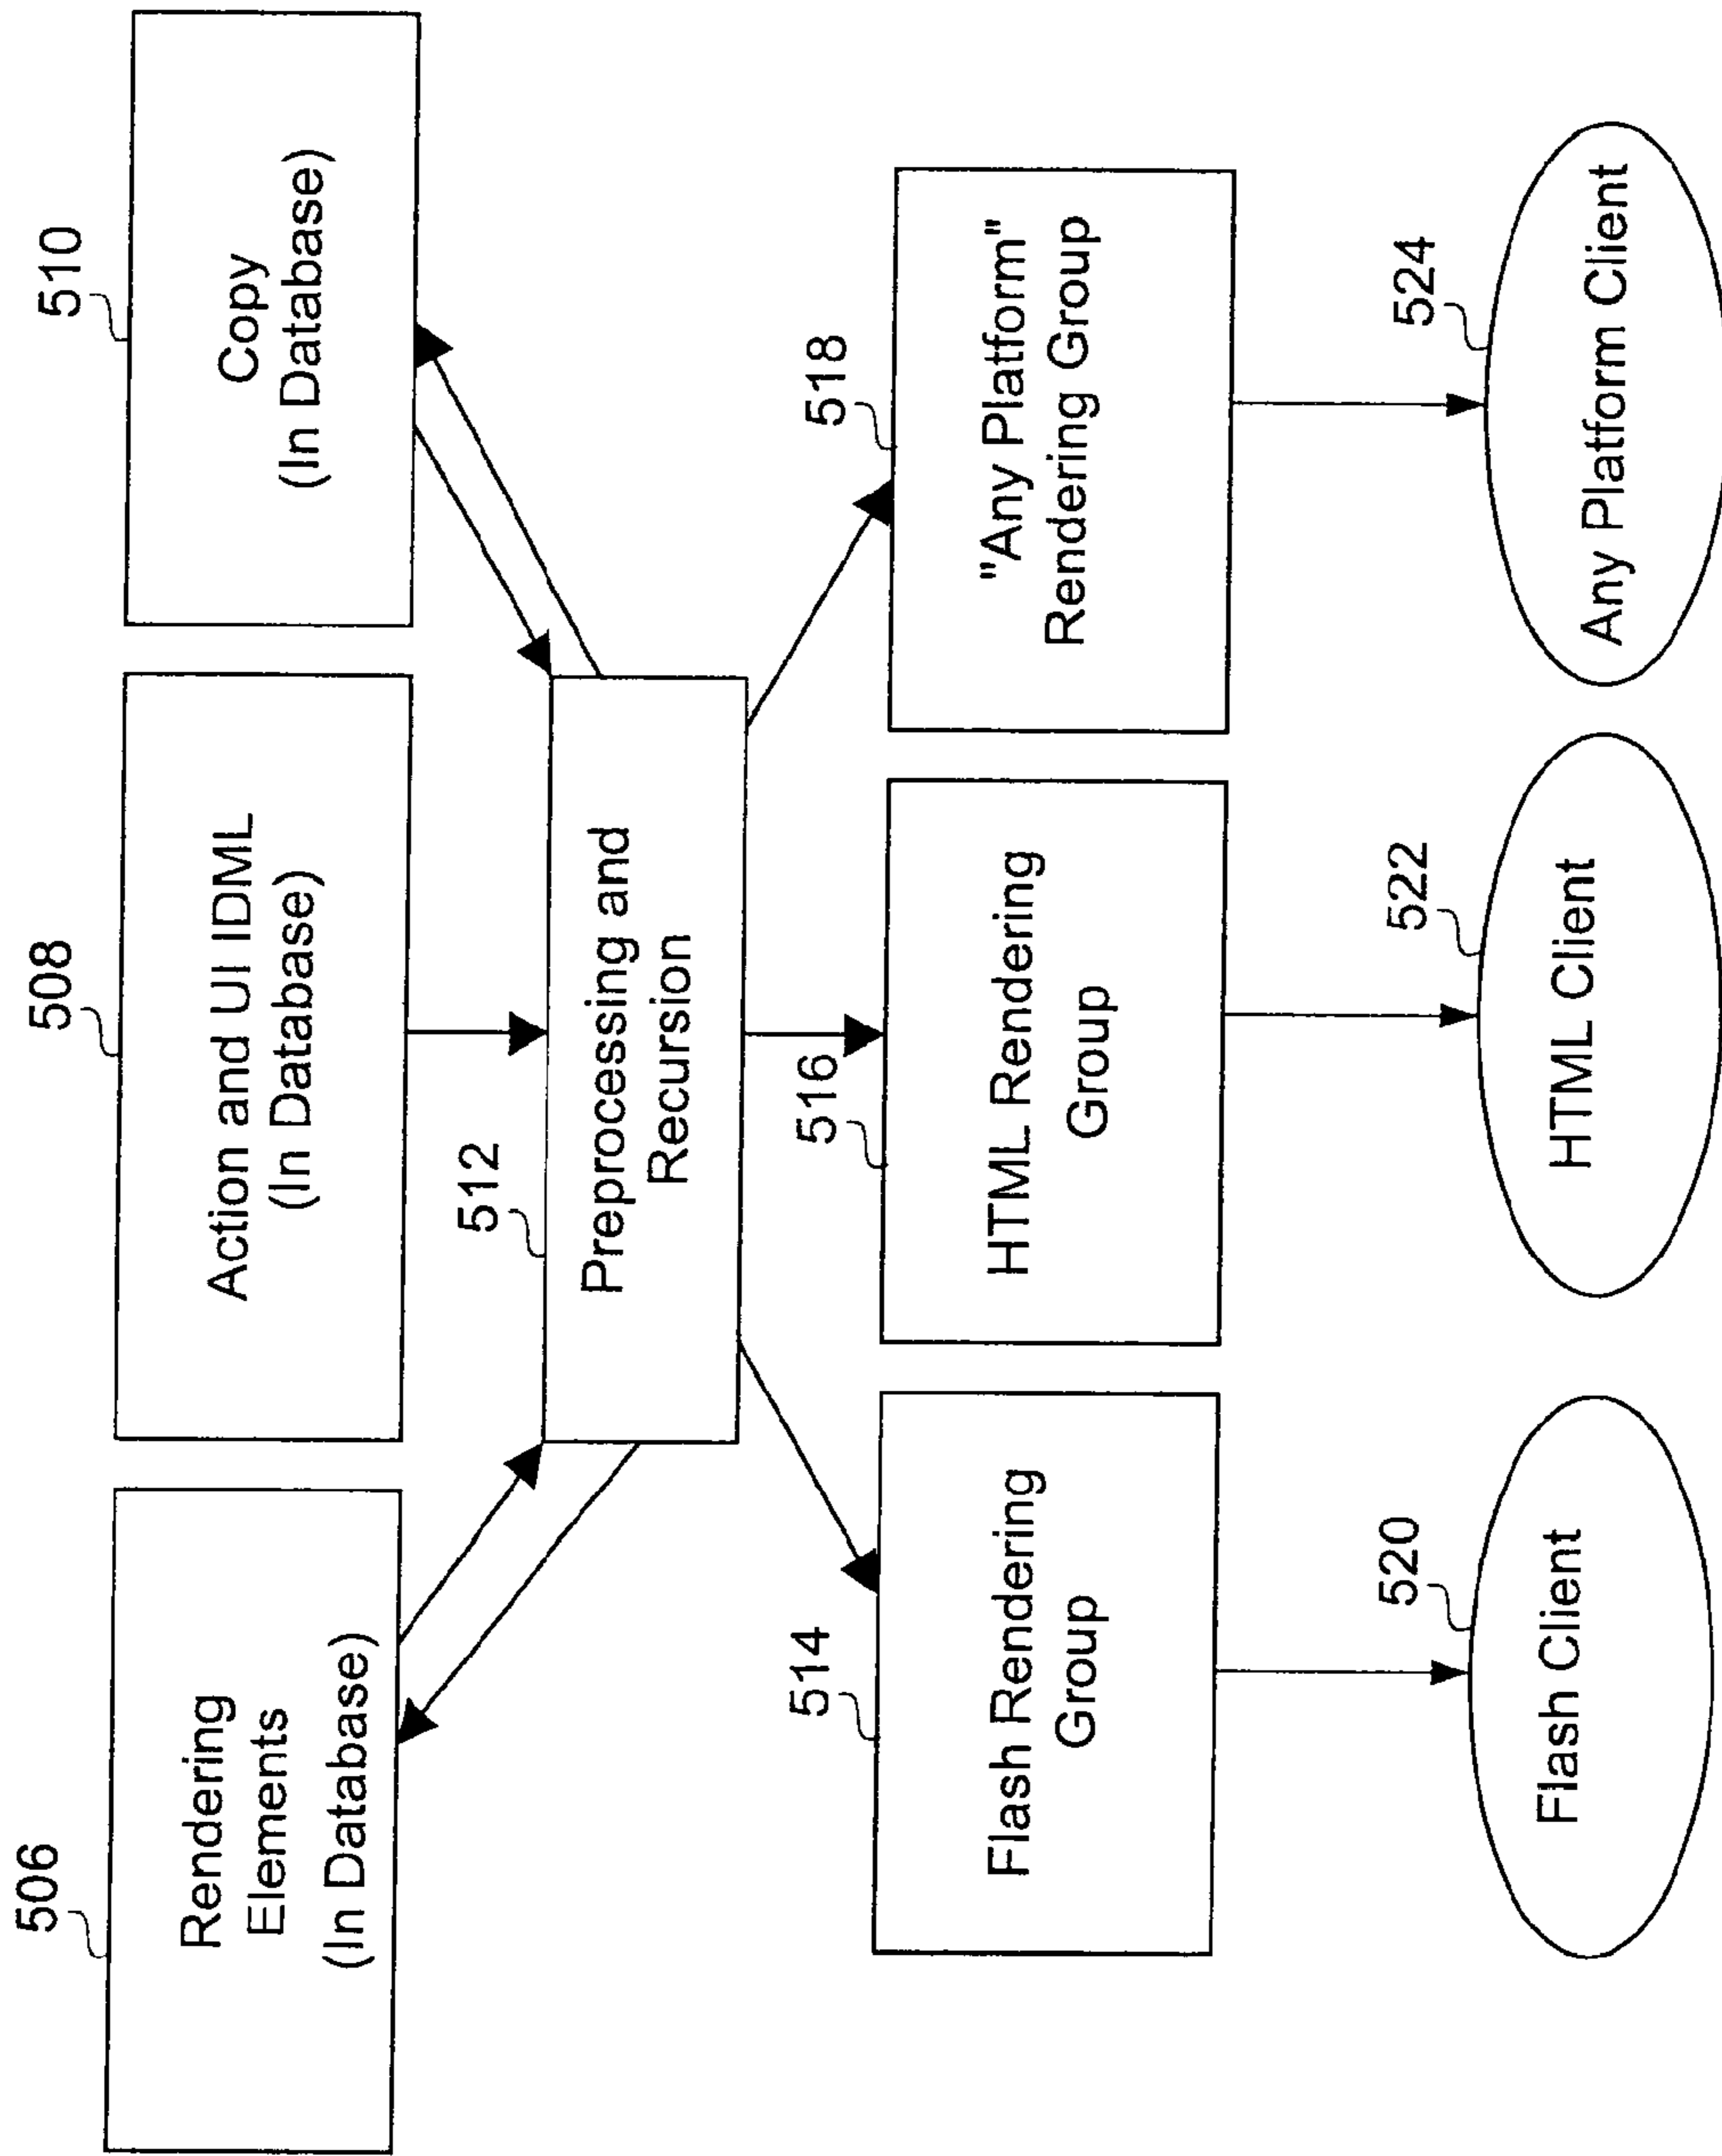 506
Rendering
Elements
(In Database)
508
Action and UI IDML
(In Database)
510
Copy
(In Database)
512
Preprocessing and
Recursion
514
Flash Rendering
Group
516
HTML Rendering
Group
518
"Any Platform"
Rendering Group
520
Flash Client
522
HTML Client
524
Any Platform Client